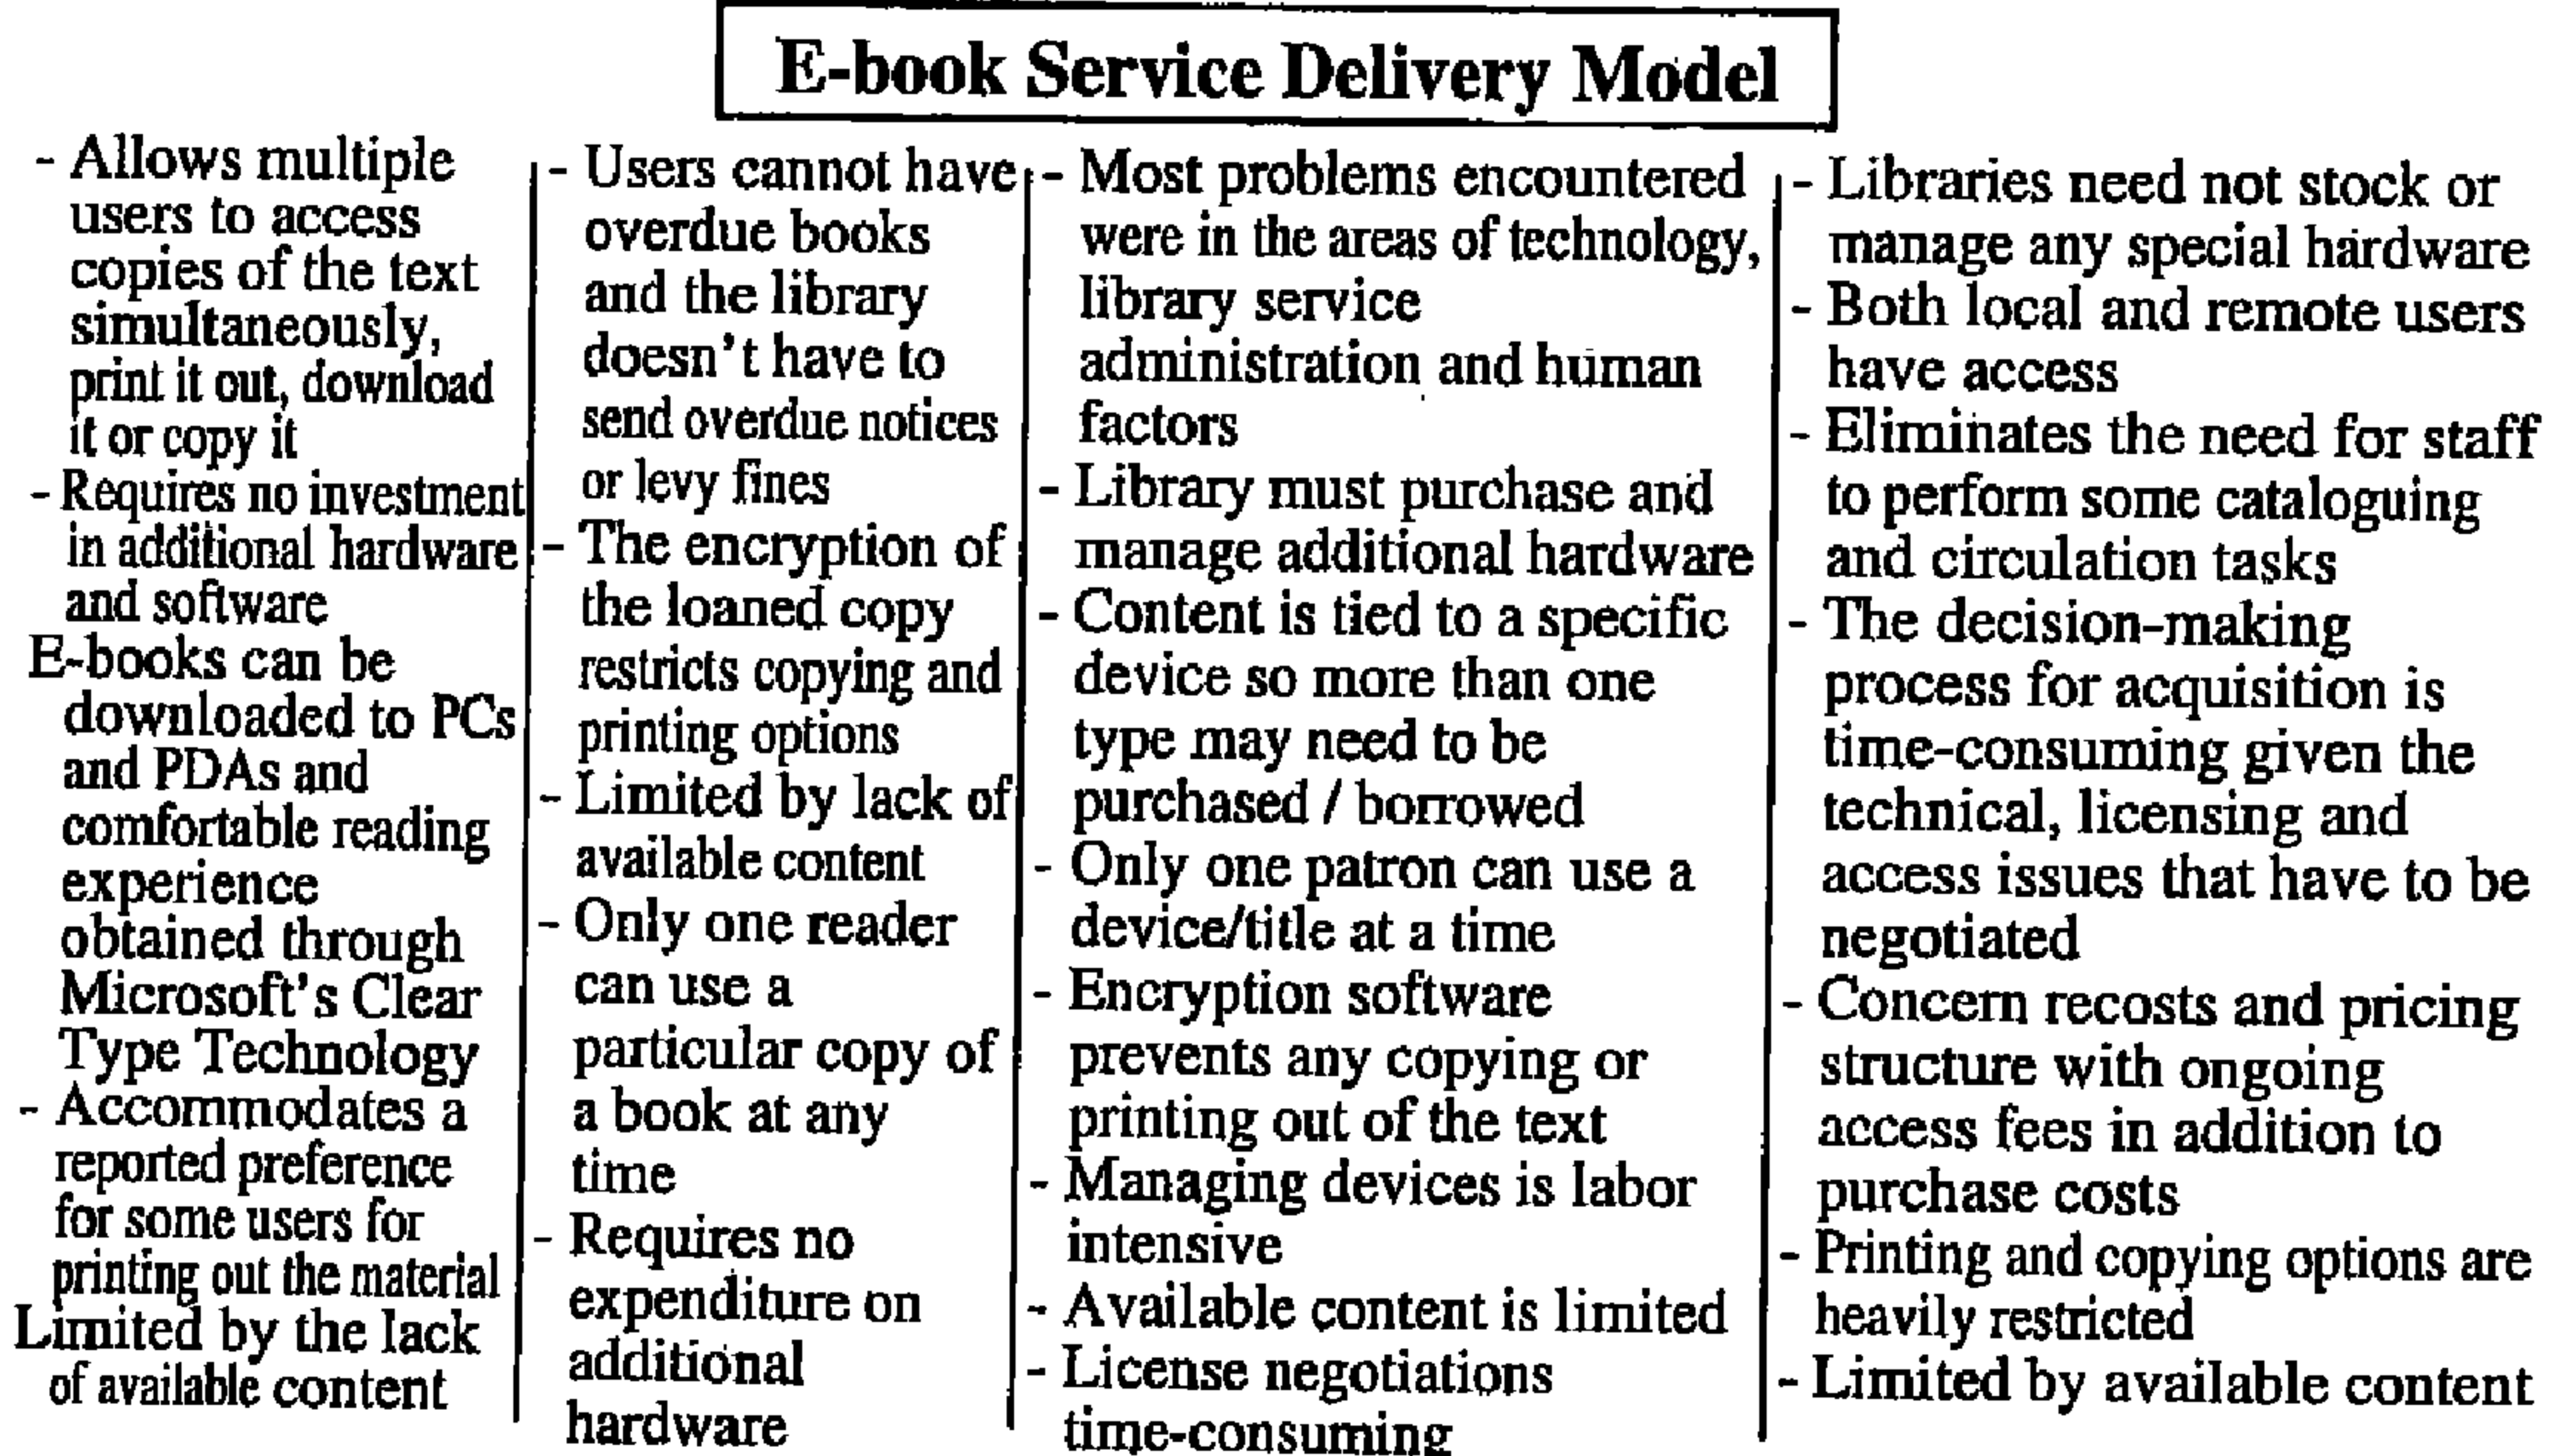 E-book Service Delivery Model
- Allows multiple
users to access
copies of the text
simultaneously,
print it out, download
it or copy it
- Requires no investment
in additional hardware
and software
E-books can be
downloaded to PCs
and PDAs and
comfortable reading
experience
obtained through
Microsoft's Clear
Type Technology
- Accommodates a
reported preference
for some users for
printing out the material
Limited by the lack
of available content
- Users cannot have
overdue books
and the library
doesn't have to
send overdue notices
or levy fines
- The encryption of
the loaned copy
restricts copying and
printing options
- Limited by lack of
available content
- Only one reader
can use a
particular copy of
a book at any
time
- Requires no
expenditure on
additional
hardware
- Most problems encountered
were in the areas of technology,
library service
administration and human
factors
- Library must purchase and
manage additional hardware
- Content is tied to a specific
device so more than one
type may need to be
purchased / borrowed
- Only one patron can use a
device/title at a time
- Encryption software
prevents any copying or
printing out of the text
- Managing devices is labor
intensive
- Available content is limited
- License negotiations
time-consuming
- Libraries need not stock or
manage any special hardware
- Both local and remote users
have access
- Eliminates the need for staff
to perform some cataloguing
and circulation tasks
- The decision-making
process for acquisition is
time-consuming given the
technical, licensing and
access issues that have to be
negotiated
- Concern recosts and pricing
structure with ongoing
access fees in addition to
purchase costs
- Printing and copying options are
heavily restricted
- Limited by available content